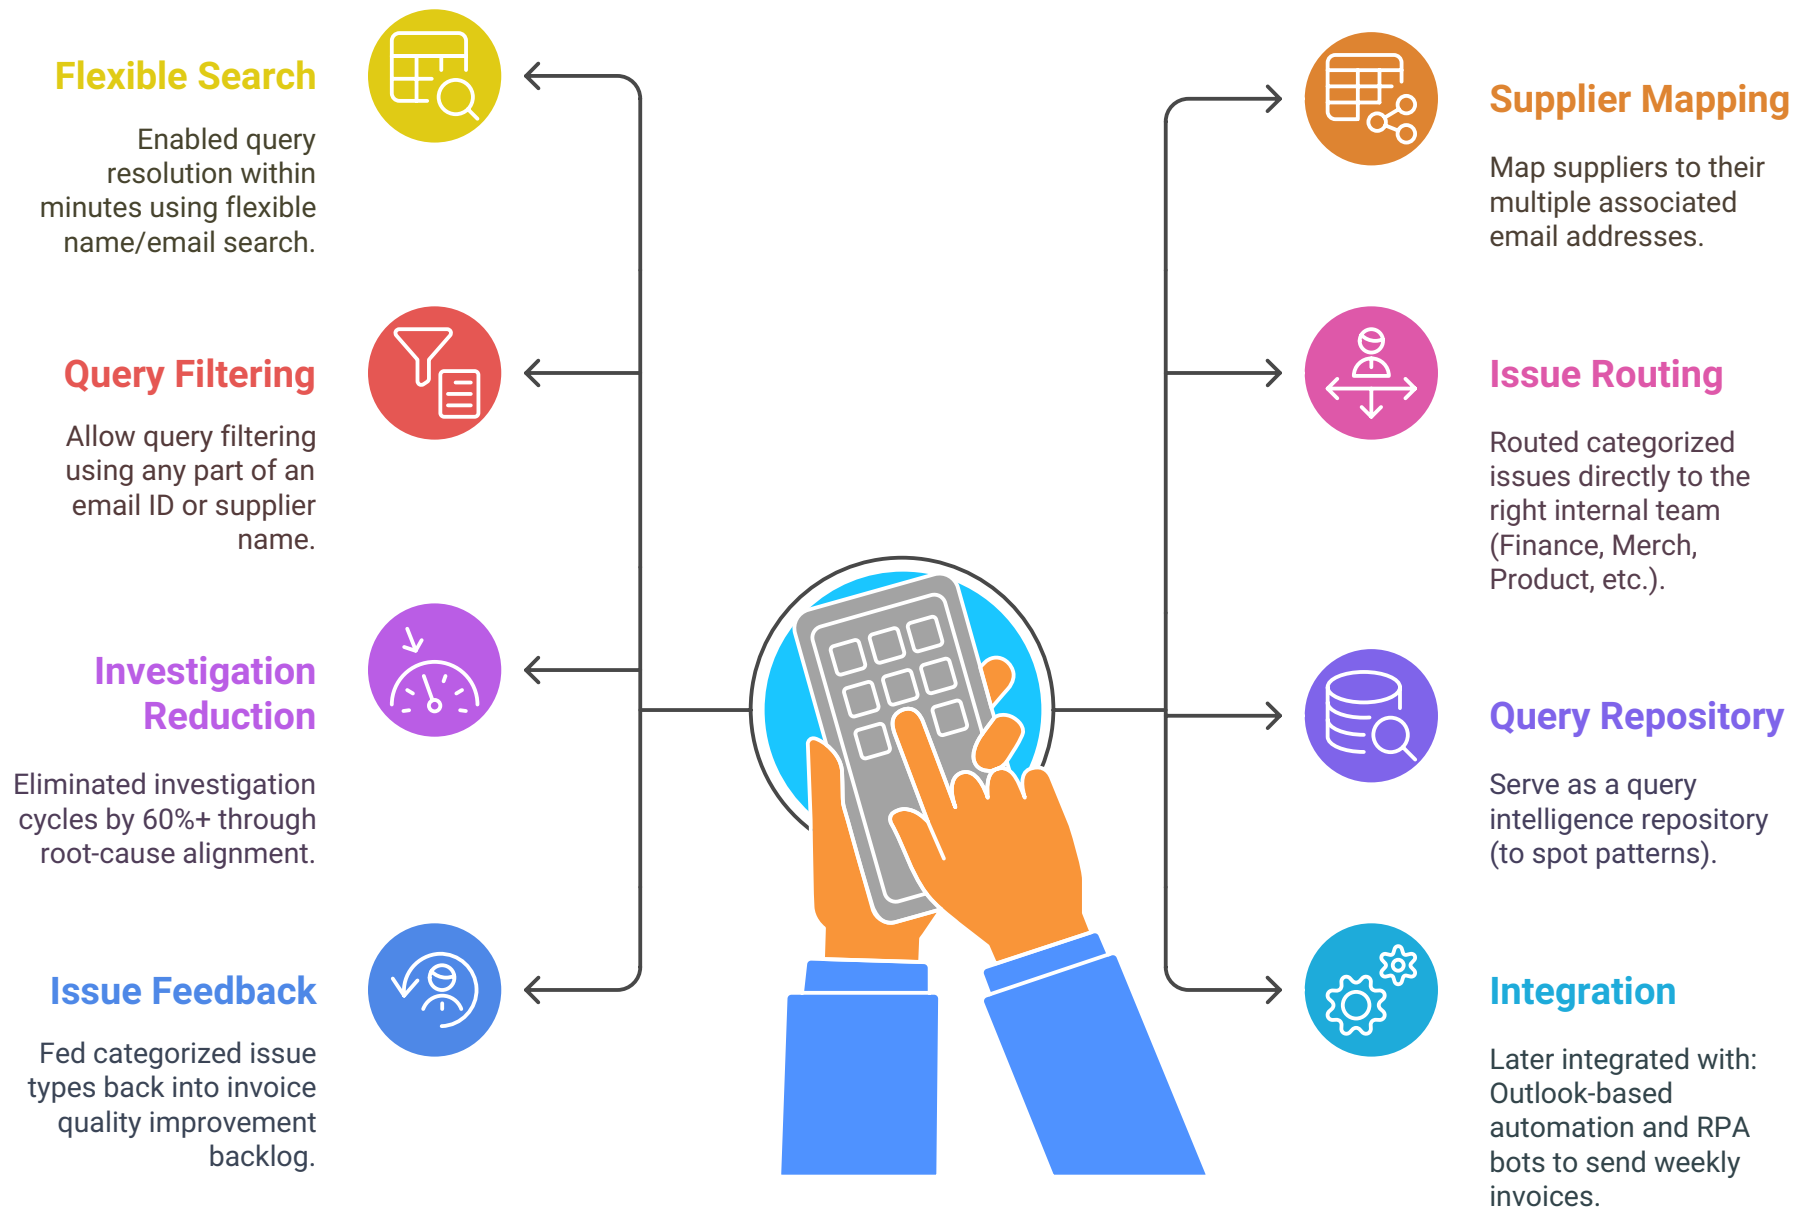 Flexible Search
Enabled query
resolution within
minutes using flexible
name/email search.
Query Filtering
Allow query filtering
using any part of an
email ID or supplier
name.
Investigation
Reduction
Eliminated investigation
cycles by 60%+ through
root-cause alignment.
Issue Feedback
Fed categorized issue
types back into invoice
quality improvement
backlog.
Supplier Mapping
Map suppliers to their
multiple associated
email addresses.
Issue Routing
Routed categorized
issues directly to the
right internal team
(Finance, Merch,
Product, etc.).
Query Repository
Serve as a query
intelligence repository
(to spot patterns).
Integration
Later integrated with:
Outlook-based
automation and RPA
bots to send weekly
invoices.